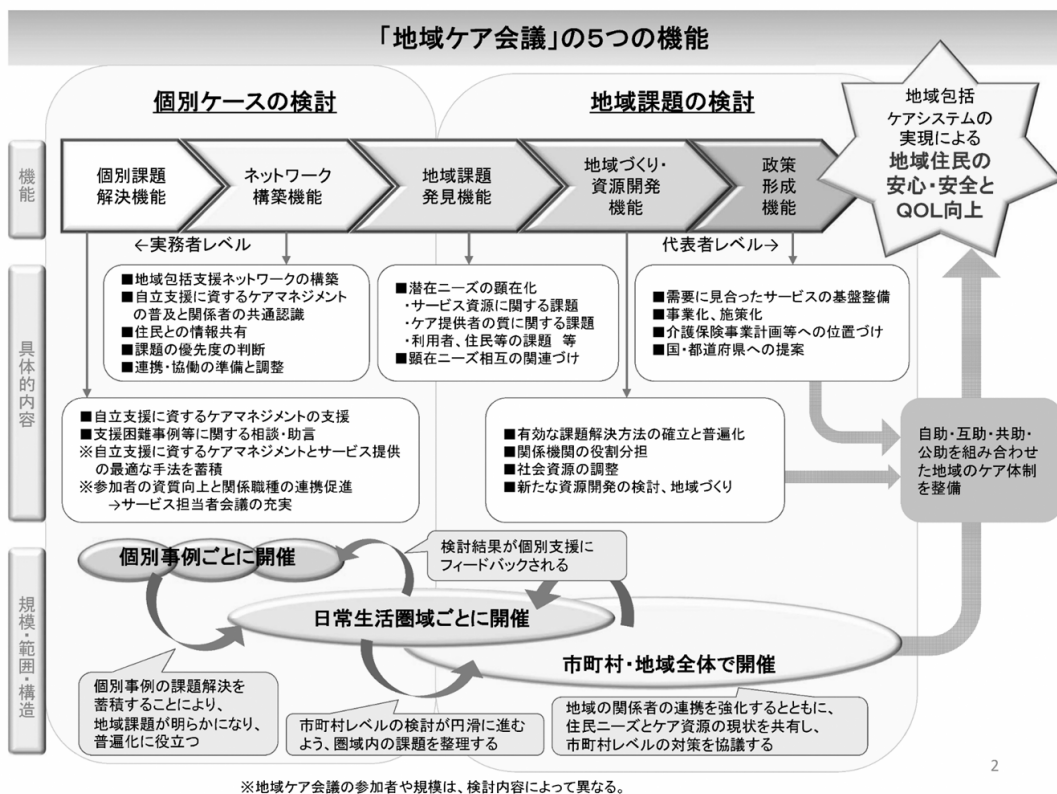 「地域ケア会議」の５つの機能
個別ケースの検討
地域課題の検討
地域包括
ケアシステムの
実現による
地域住民の
安心・安全と
QOL向上
機能
個別課題
解決機能
ネットワーク
構築機能
地域課題
発見機能
地域づくり・
資源開発
機能
政策
形成
機能
←実務者レベル
代表者レベル→
具体的内容
■地域包括支援ネットワークの構築
■自立支援に資するケアマネジメント
の普及と関係者の共通認識
■住民との情報共有
■課題の優先度の判断
■連携・協働の準備と調整
■潜在ニーズの顕在化
・サービス資源に関する課題
・ケア提供者の質に関する課題
・利用者、住民等の課題 等
■顕在ニーズ相互の関連づけ
■需要に見合ったサービスの基盤整備
■事業化、施策化
■介護保険事業計画等への位置づけ
■国・都道府県への提案
■自立支援に資するケアマネジメントの支援
■支援困難事例等に関する相談・助言
※自立支援に資するケアマネジメントとサービス提供
の最適な手法を蓄積
※参加者の資質向上と関係職種の連携促進
→サービス担当者会議の充実
■有効な課題解決方法の確立と普遍化
■関係機関の役割分担
■社会資源の調整
■新たな資源開発の検討、地域づくり
自助・互助・共助・
公助を組み合わせ
た地域のケア体制
を整備
規模・範囲・構造
個別事例ごとに開催
検討結果が個別支援に
フィードバックされる
日常生活圏域ごとに開催
市町村・地域全体で開催
個別事例の課題解決を
蓄積することにより、
地域課題が明らかになり、
普遍化に役立つ
市町村レベルの検討が円滑に進む
よう、圏域内の課題を整理する
地域の関係者の連携を強化するとともに、
住民ニーズとケア資源の現状を共有し、
市町村レベルの対策を協議する
※地域ケア会議の参加者や規模は、検討内容によって異なる。
2